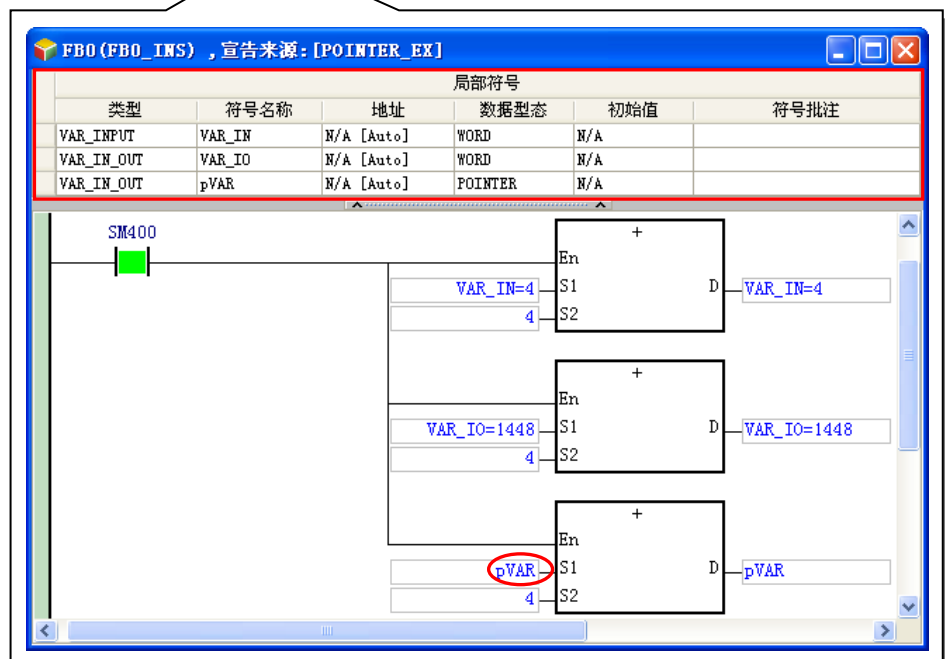 FB0(FB0_INS) ,宣告来源:[POINTER_EX]
局部符号
类型 符号名称 地址 数据型态 初始值 符号批注
VAR_INPUT VAR_IN N/A [Auto] WORD N/A
VAR_IN_OUT VAR_IO N/A [Auto] WORD N/A
VAR_IN_OUT pVAR N/A [Auto] POINTER N/A
SM400
+
En
VAR_IN=4 S1 D VAR_IN=4
4 S2
+
En
VAR_IO=1448 S1 D VAR_IO=1448
4 S2
+
En
pVAR S1 D pVAR
4 S2